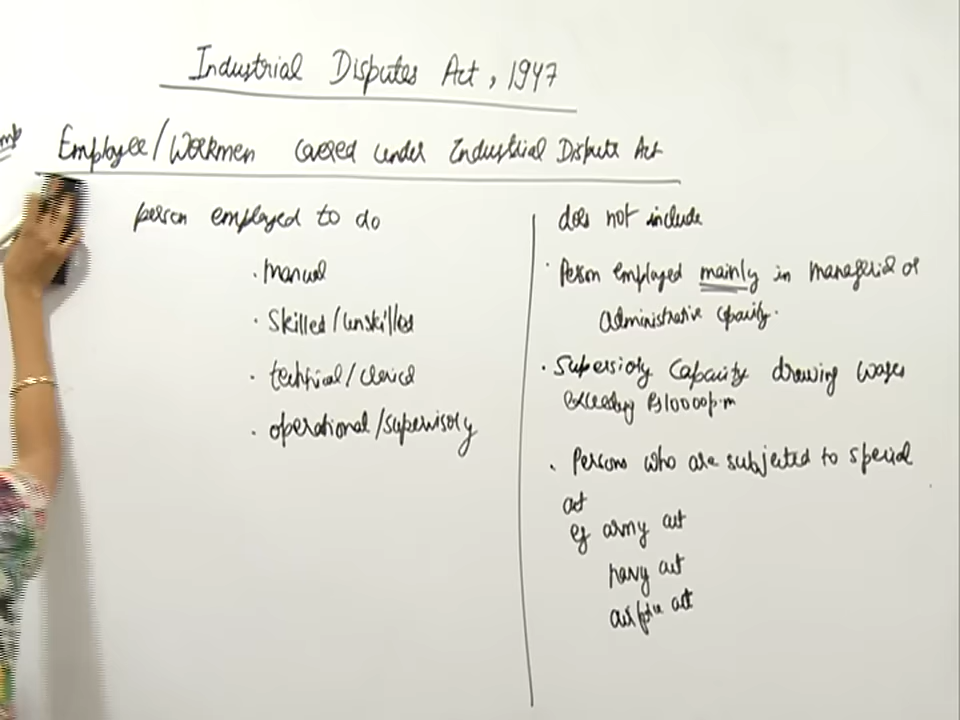 Industrial Disputes Act, 1947
Employee/Workmen covered under Industrial Dispute Act
person employed to do
. manual
. Skilled/unskilled
. technical/clerical
. operational/supervisory
does not include
. Person employed mainly in managerial or
administrative capacity.
. Supervisory Capacity drawing wages
exceeding Rs10000p.m
. Persons who are subjected to special
act
eg army act
navy act
airforce act